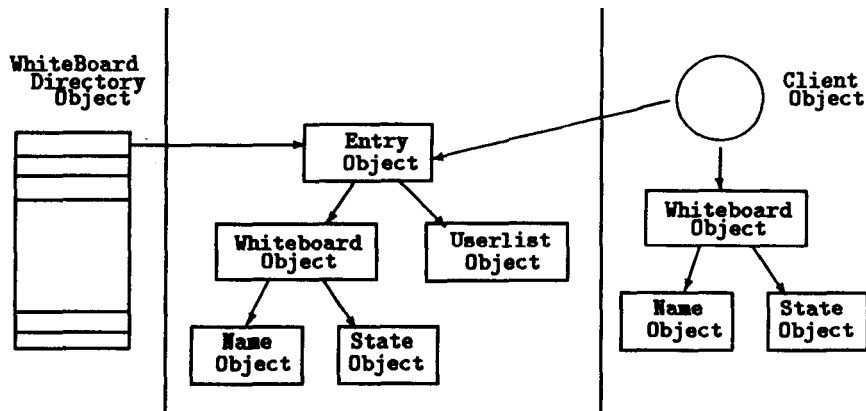 WhiteBoard
Directory
Object
Client
Object
Entry
Object
Whiteboard
Object
Userlist
Object
Name
Object
State
Object
Whiteboard
Object
Name
Object
State
Object